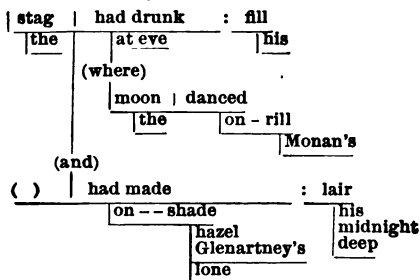 stag | had drunk : fill
the at eve his
(where)
moon | danced
the on - rill
Monan's
(and)
( ) had made : lair
on - - shade his
hazel midnight
Glenartney's deep
lone